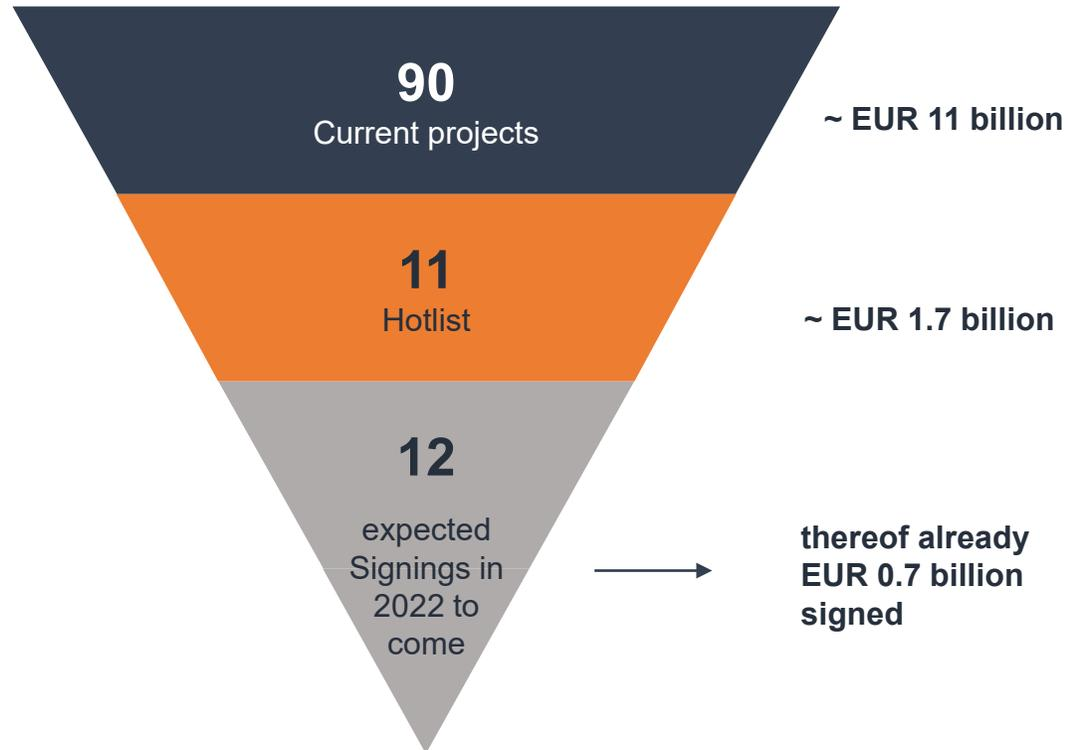 90
Current projects
~ EUR 11 billion
11
Hotlist
~ EUR 1.7 billion
12
expected
Signings in
2022 to
come
thereof already
EUR 0.7 billion
signed